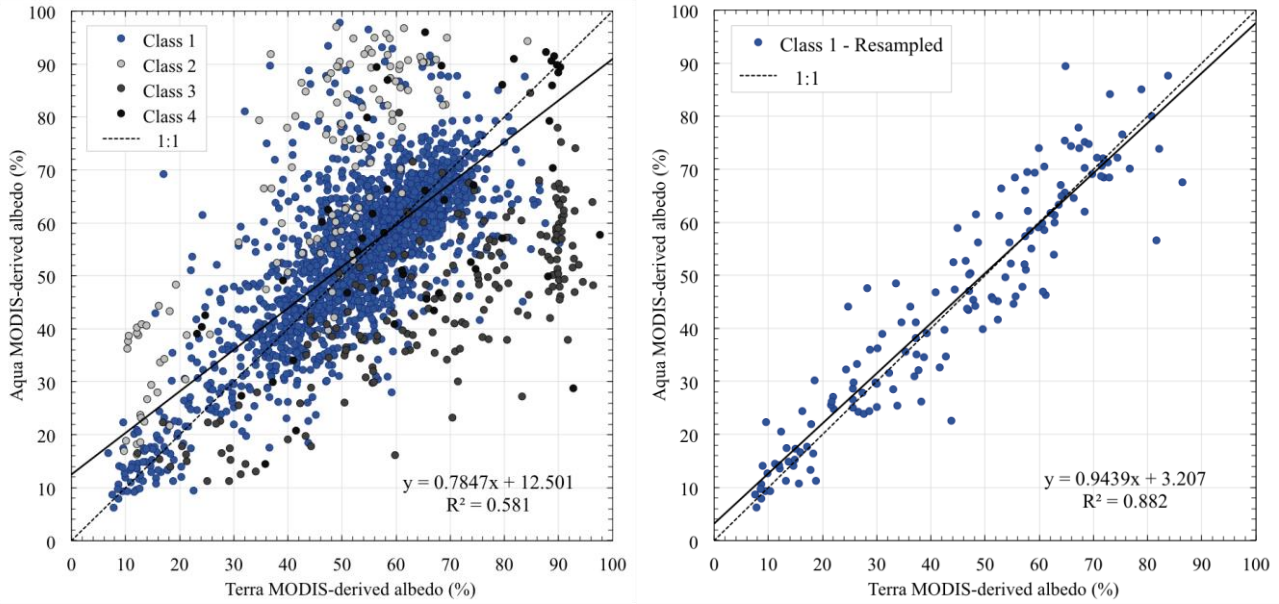 Class 1
Class 2
Class 3
Class 4
1:1
100
90
80
70
60
50
40
30
20
10
0
Aqua MODIS-derived albedo (%)
y = 0.7847x + 12.501
R² = 0.581
0 10 20 30 40 50 60 70 80 90 100
Terra MODIS-derived albedo (%)
Class 1 - Resampled
1:1
100
90
80
70
60
50
40
30
20
10
0
Aqua MODIS-derived albedo (%)
y = 0.9439x + 3.207
R² = 0.882
0 10 20 30 40 50 60 70 80 90 100
Terra MODIS-derived albedo (%)